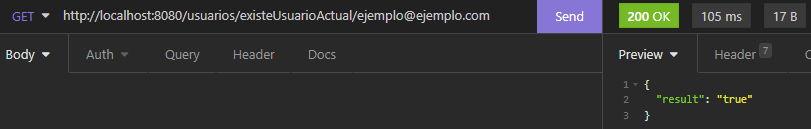 GET http://localhost:8080/usuarios/existeUsuarioActual/ejemplo@ejemplo.com Send 200 OK 105 ms 17 B
Body Auth Query Header Docs Preview Header 7
1 {
2 "result": "true"
3 }